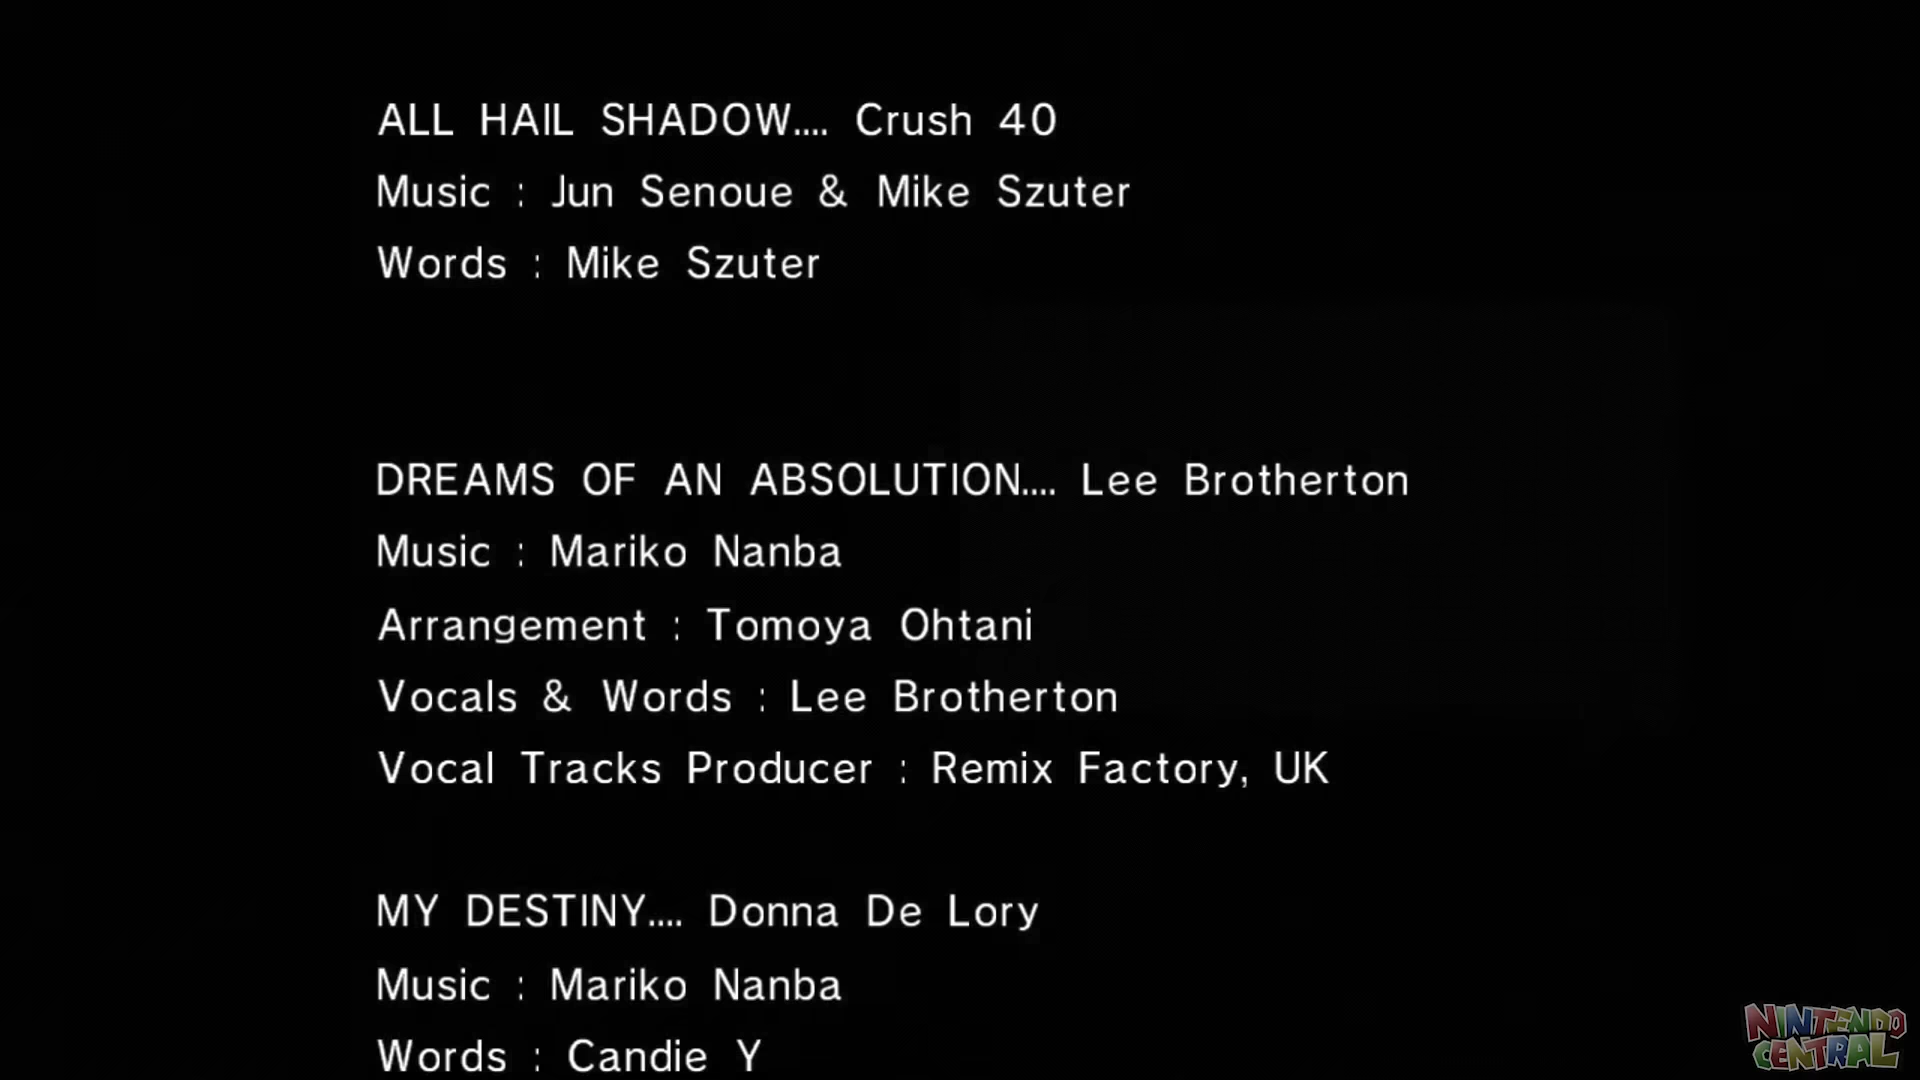 ALL HAIL SHADOW.... Crush 40
Music : Jun Senoue & Mike Szuter
Words : Mike Szuter
DREAMS OF AN ABSOLUTION.... Lee Brotherton
Music : Mariko Nanba
Arrangement : Tomoya Ohtani
Vocals & Words : Lee Brotherton
Vocal Tracks Producer : Remix Factory, UK
MY DESTINY.... Donna De Lory
Music : Mariko Nanba
Words : Candie Y
NINTENDO
CENTRAL